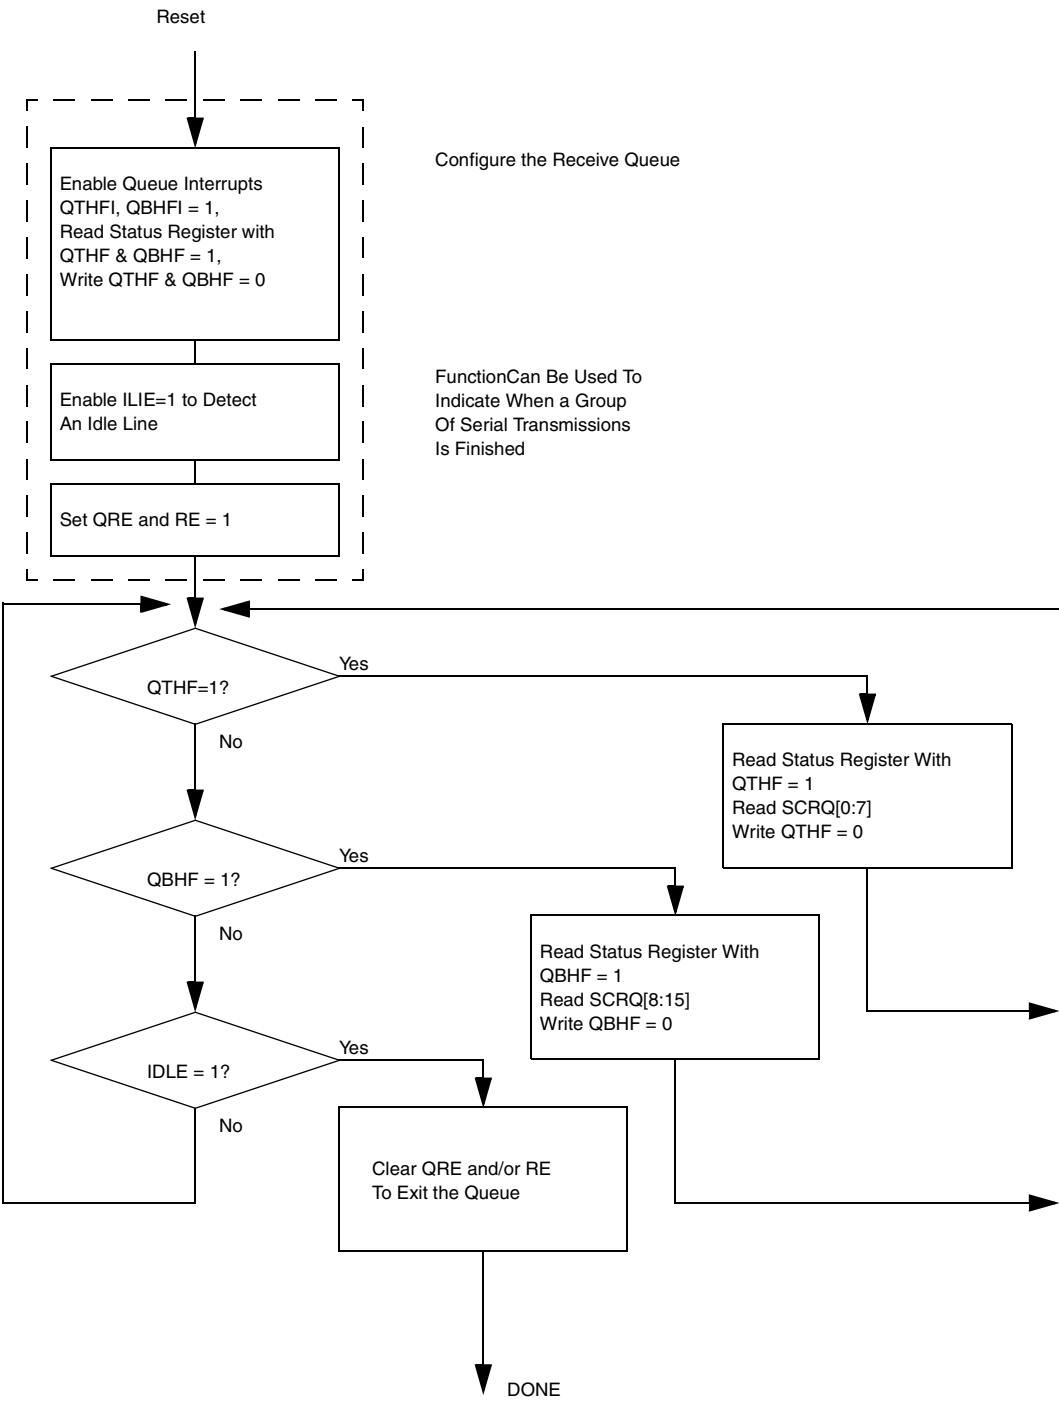 Reset
Configure the Receive Queue
Enable Queue Interrupts
QTHFI, QBHFI = 1,
Read Status Register with
QTHF & QBHF = 1,
Write QTHF & QBHF = 0
FunctionCan Be Used To
Indicate When a Group
Of Serial Transmissions
Is Finished
Enable ILIE=1 to Detect
An Idle Line
Set QRE and RE = 1
QTHF=1?
Yes
No
Read Status Register With
QTHF = 1
Read SCRQ[0:7]
Write QTHF = 0
QBHF = 1?
Yes
No
Read Status Register With
QBHF = 1
Read SCRQ[8:15]
Write QBHF = 0
IDLE = 1?
Yes
No
Clear QRE and/or RE
To Exit the Queue
DONE